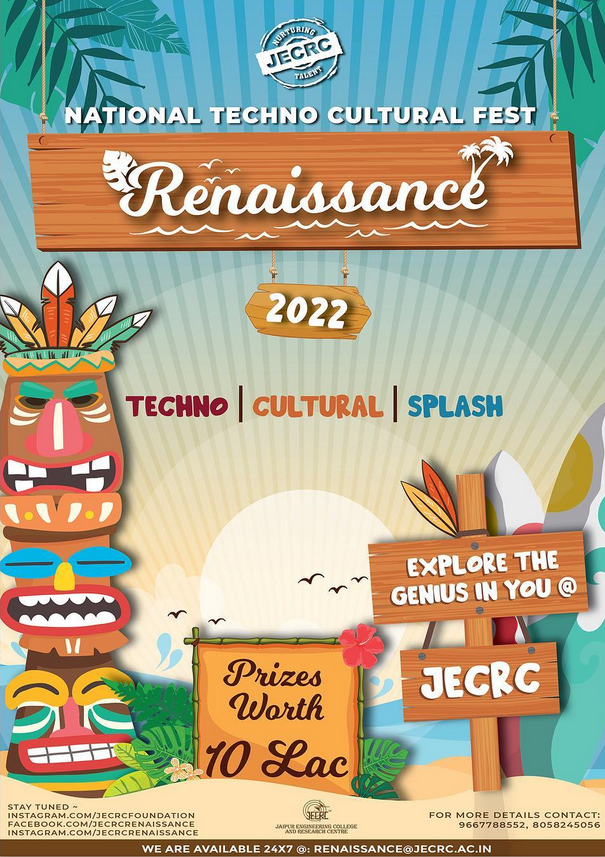 NURTURING
JECRC
TALENT
NATIONAL TECHNO CULTURAL FEST
Renaissance
2022
TECHNO | CULTURAL | SPLASH
EXPLORE THE
GENIUS IN YOU @
JECRC
Prizes
Worth
10 Lac
STAY TUNED ~
INSTAGRAM.COM/JECRCFOUNDATION
FACEBOOK.COM/JECRCRENAISSANCE
INSTAGRAM.COM/JECRCRENAISSANCE
JECRC
JAIPUR ENGINEERING COLLEGE
AND RESEARCH CENTRE
FOR MORE DETAILS CONTACT:
9667788552, 8058245056
WE ARE AVAILABLE 24X7 @: RENAISSANCE@JECRC.AC.IN